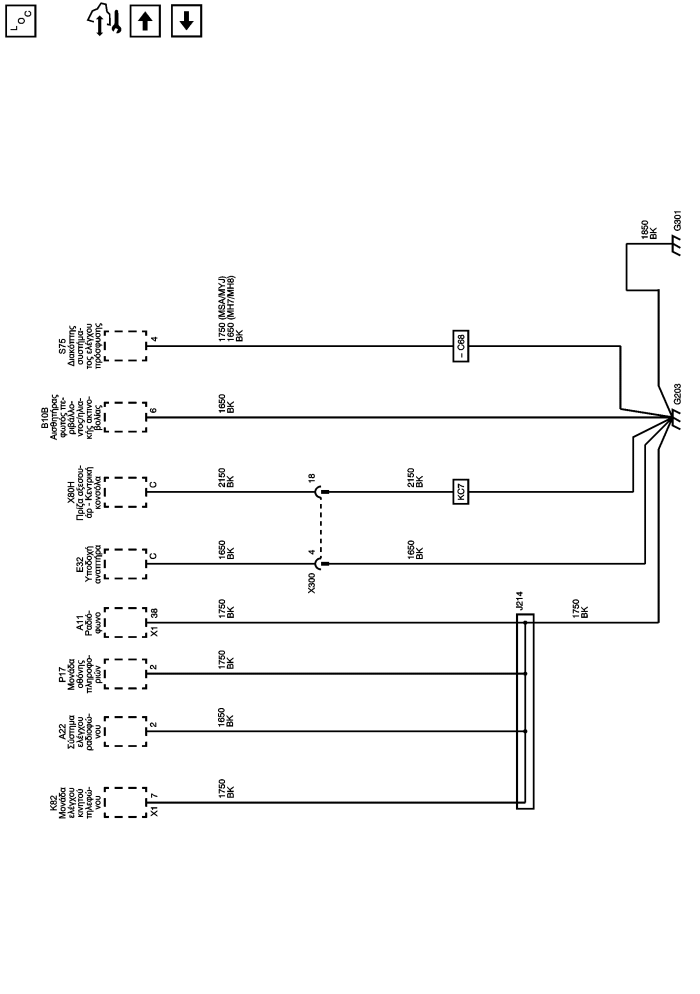 LOC
S75
Διακόπτης
συστήμα-
τος ελέγχου
πρόσφυσης
4
1750 (MSA/MYJ)
1650 (MH7/MH8)
BK
– C68
1850
BK
G301
B10B
Αισθητήρας
φωτός πε-
ριβάλλο-
ντος/ηλια-
κής ακτινο-
βολίας
6
1650
BK
G203
X80H
Πρίζα αξεσου-
άρ - Κεντρική
κονσόλα
C
2150
BK
18
2150
BK
KC7
E32
Υποδοχή
αναπτήρα
C
1650
BK
4
X300
1650
BK
A11
Ραδιό-
φωνο
38
X1
1750
BK
J214
1750
BK
P17
Μονάδα
οθόνης
πληροφο-
ριών
2
1750
BK
A22
Σύστημα
ελέγχου
ραδιοφώ-
νου
2
1650
BK
K82
Μονάδα
ελέγχου
κινητού
τηλεφώ-
νου
7
X1
1750
BK